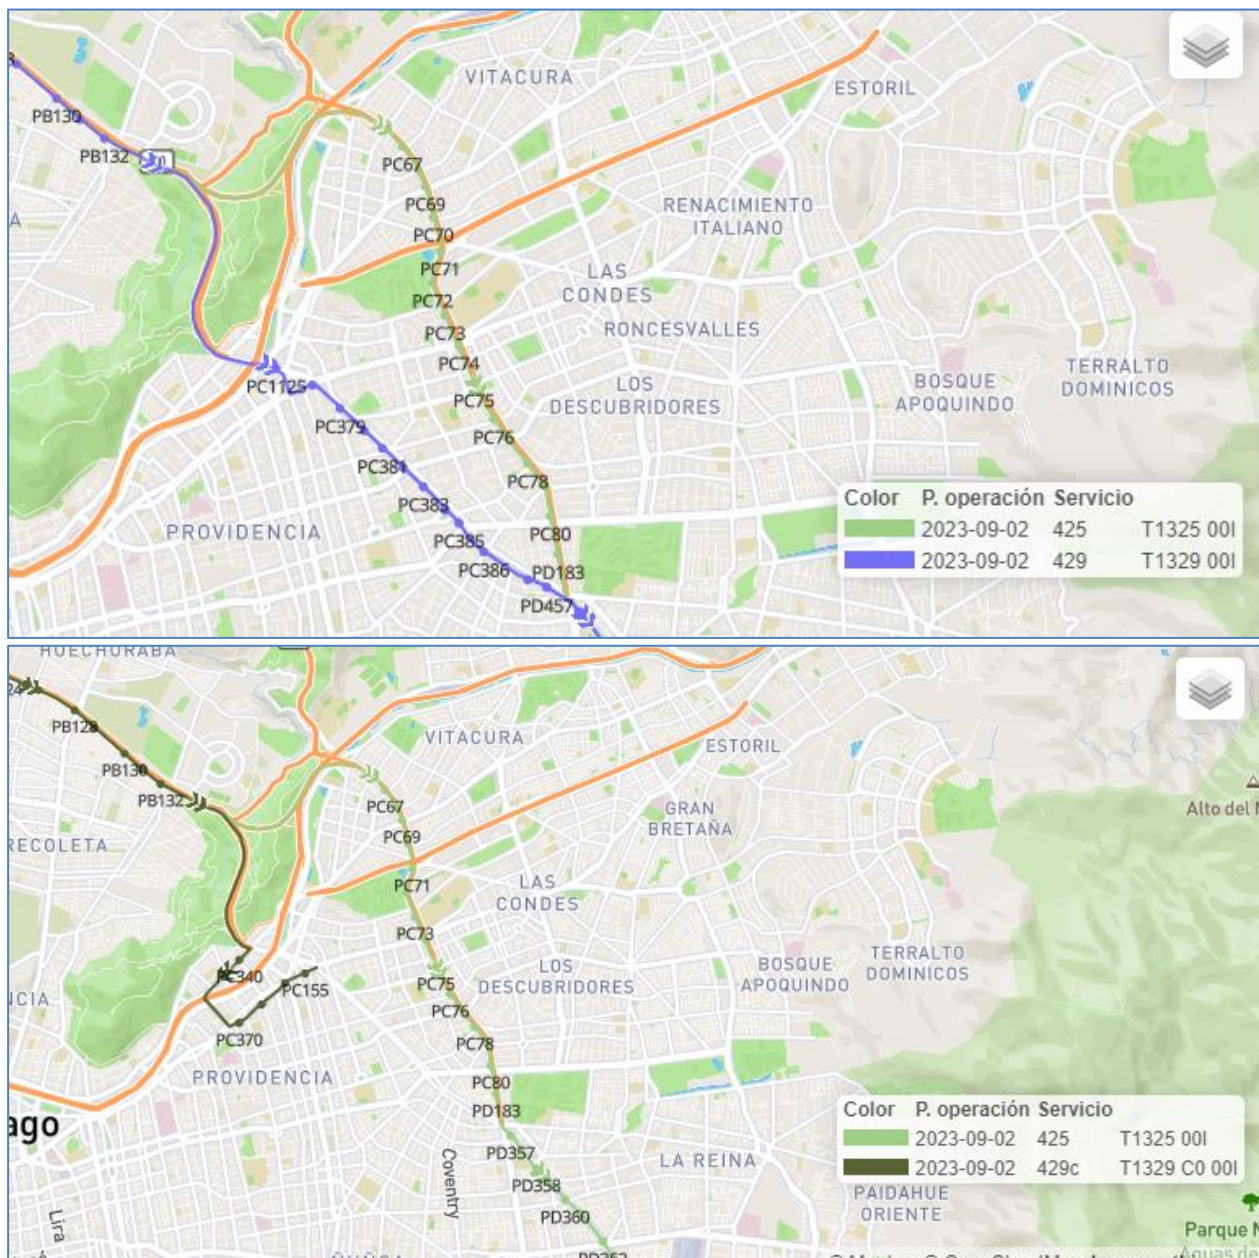 VITACURA
ESTORIL
PB130
PB132
PC67
RENACIMIENTO
ITALIANO
PC69
PC70
PC71
LAS
CONDES
PC72
PC73
RONCESVALLES
PC74
TERRALTO
DOMINICOS
PC1125
LOS
DESCUBRIDORES
BOSQUE
APOQUINDO
PC75
PC379
PC76
PC381
PC78
PC383
Color P. operación Servicio
2023-09-02 425 T1325 00I
2023-09-02 429 T1329 00I
PROVIDENCIA
PC80
PC385
PC386
PD183
PD457
HUECHURABA
PB128
VITACURA
ESTORIL
PB130
PB132
PC67
GRAN
BRETAÑA
Alto del
RECOLETA
PC69
PC71
LAS
CONDES
PC73
TERRALTO
DOMINICOS
PC340
PC155
PC75
LOS
DESCUBRIDORES
BOSQUE
APOQUINDO
NCIA
PC76
PC370
PC78
PROVIDENCIA
PC80
PD183
ago
Color P. operación Servicio
2023-09-02 425 T1325 00I
2023-09-02 429c T1329 C0 00I
PD357
LA REINA
Coventry
PD358
PAIDAHUE
ORIENTE
PD360
Lira
Parque N